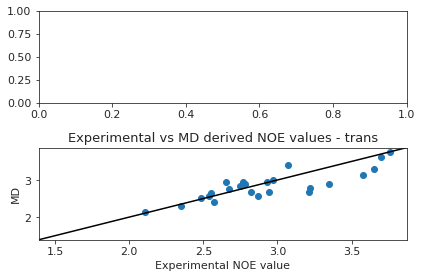 1.00
0.75
0.50
0.25
0.00
0.0 0.2 0.4 0.6 0.8 1.0
Experimental vs MD derived NOE values - trans
MD
3
2
1.5 2.0 2.5 3.0 3.5
Experimental NOE value